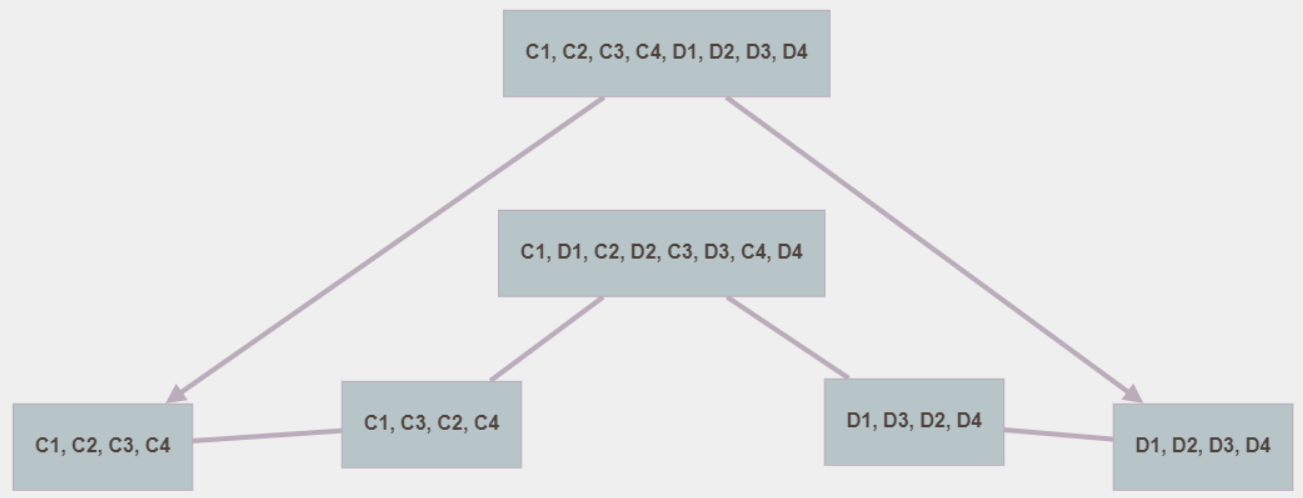 C1, C2, C3, C4, D1, D2, D3, D4
C1, D1, C2, D2, C3, D3, C4, D4
C1, C2, C3, C4
C1, C3, C2, C4
D1, D3, D2, D4
D1, D2, D3, D4